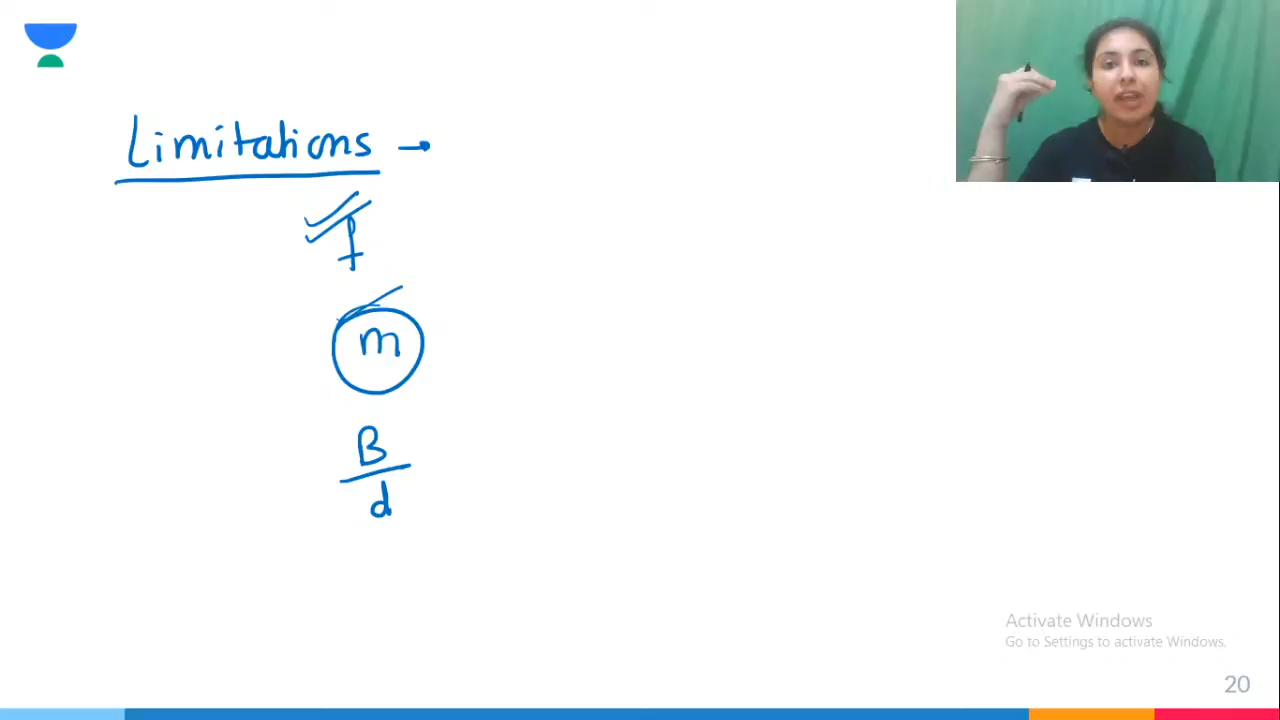 Limitations →
m
B
d
Activate Windows
Go to Settings to activate Windows.
20